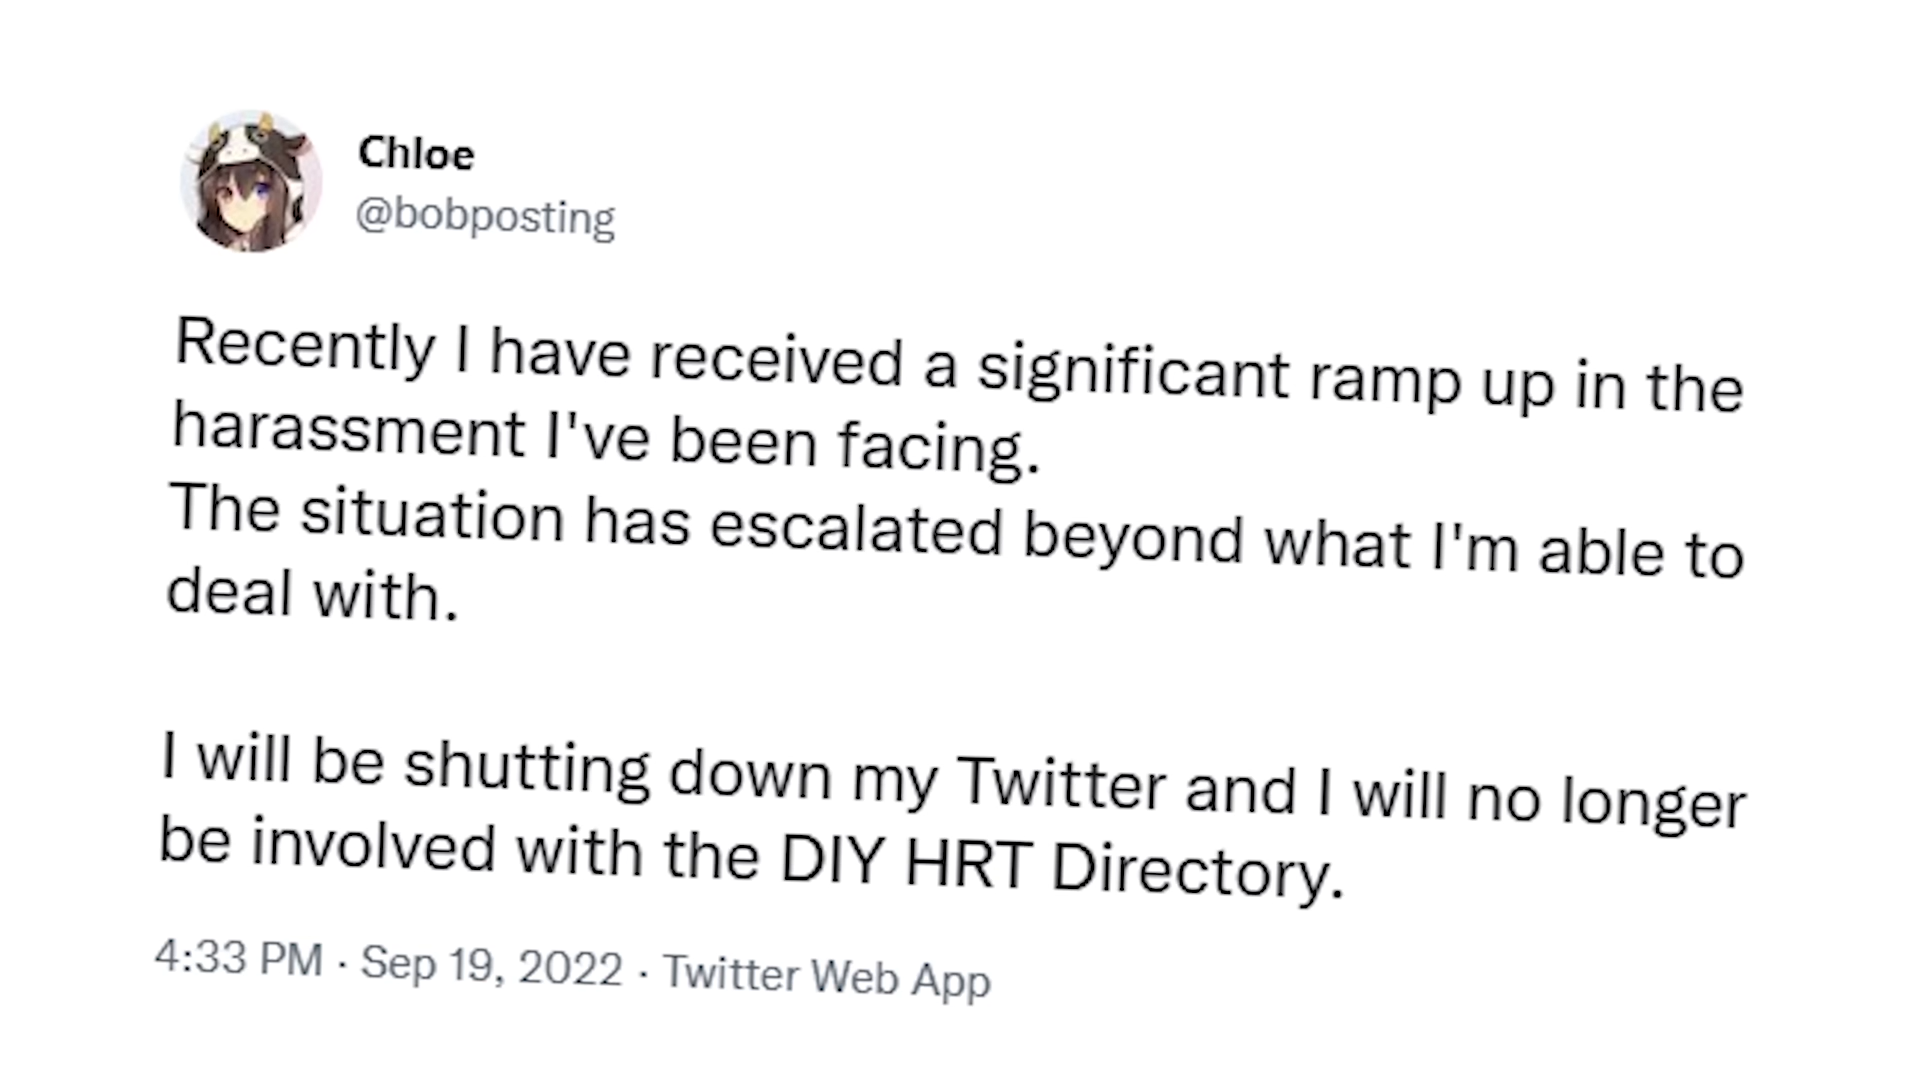 Chloe
@bobposting
Recently I have received a significant ramp up in the
harassment I've been facing.
The situation has escalated beyond what I'm able to
deal with.
I will be shutting down my Twitter and I will no longer
be involved with the DIY HRT Directory.
4:33 PM · Sep 19, 2022 · Twitter Web App